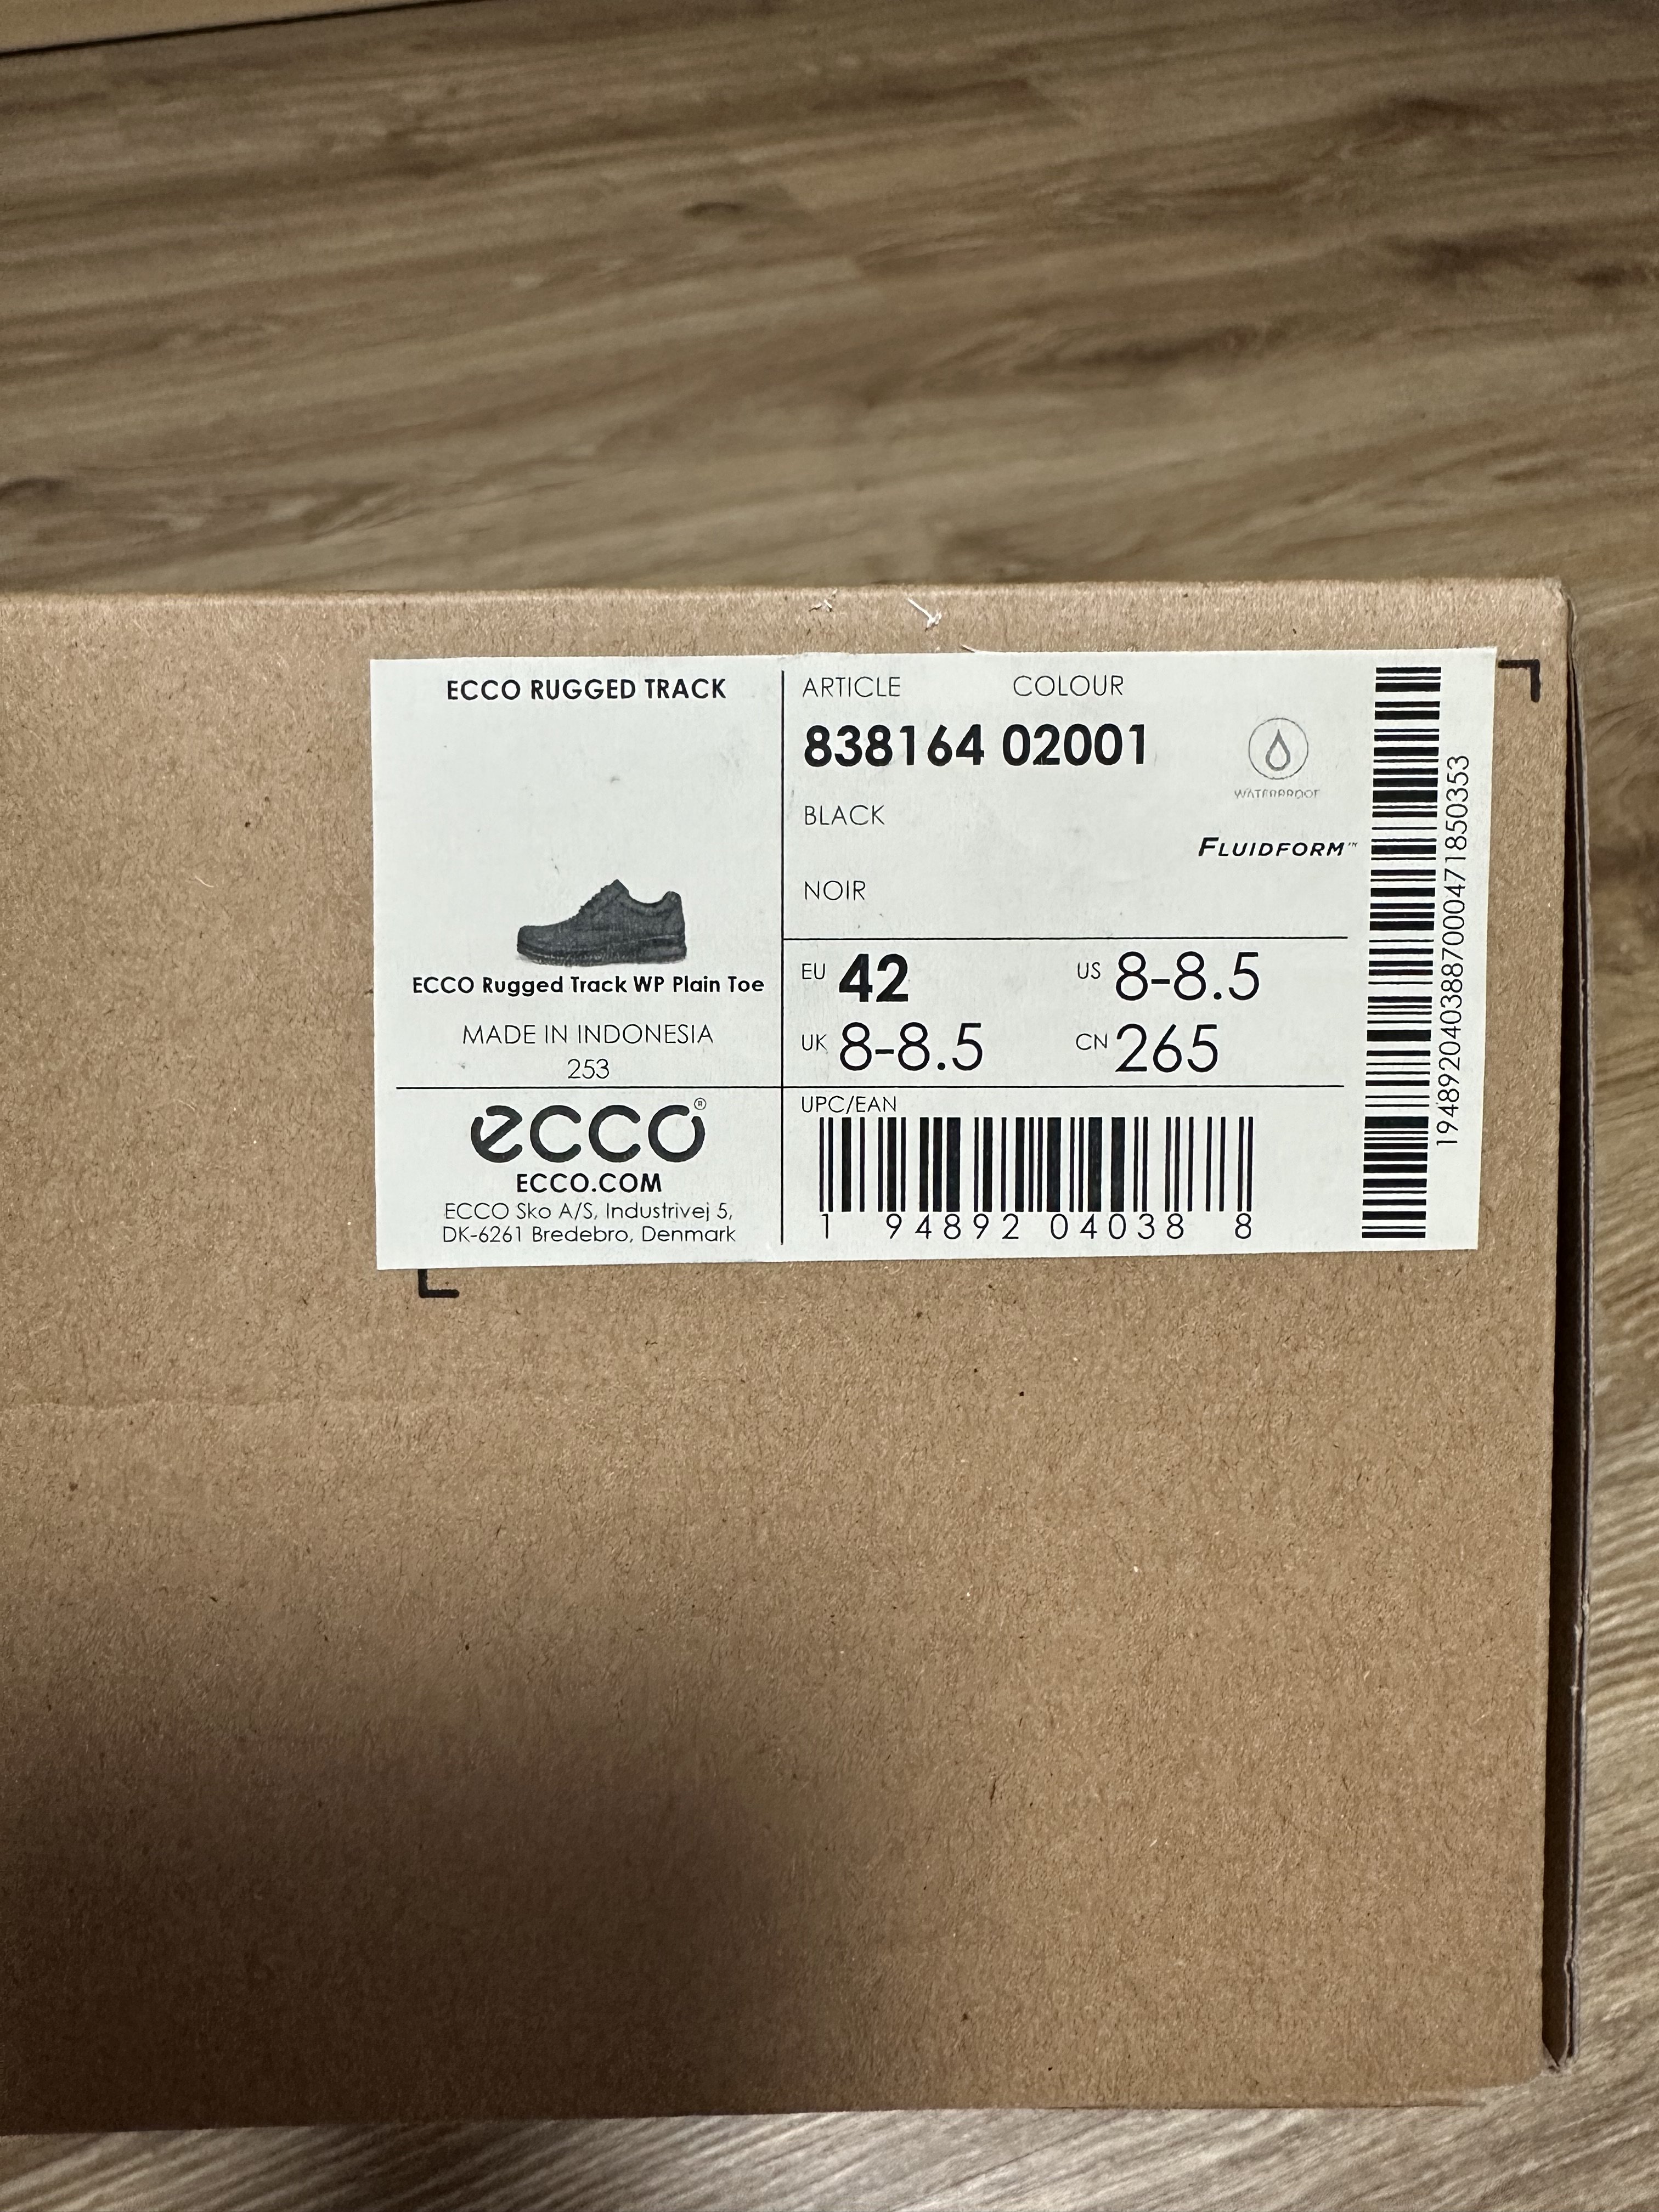 ECCO RUGGED TRACK
ECCO Rugged Track WP Plain Toe
MADE IN INDONESIA
253
ecco®
ECCO.COM
ECCO Sko A/S, Industrivej 5,
DK-6261 Bredebro, Denmark
ARTICLE COLOUR
838164 02001
BLACK
NOIR
WATERPROOF
FLUIDFORM™
EU 42 US 8-8.5
UK 8-8.5 CN 265
UPC/EAN
1 94892 04038 8
19489204038870004718503​53